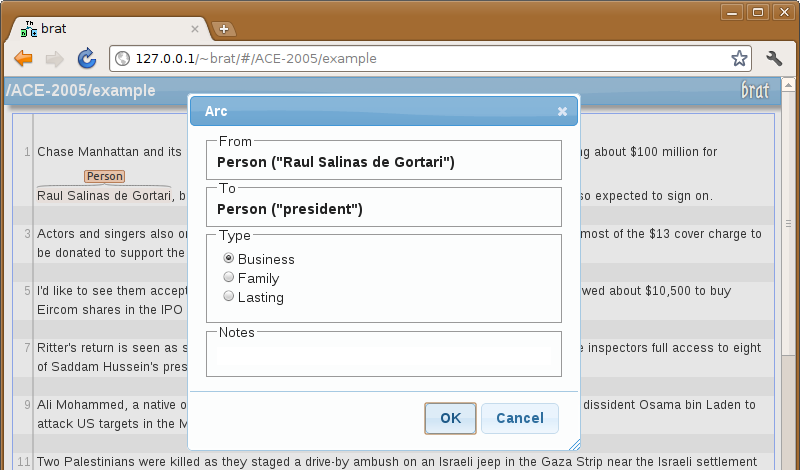 brat
127.0.0.1/~brat/#/ACE-2005/example
/ACE-2005/example
brat
Arc
From
Person ("Raul Salinas de Gortari")
To
Person ("president")
Type
Business
Family
Lasting
Notes
OK
Cancel
1 Chase Manhattan and its ng about $100 million for
Person
Raul Salinas de Gortari, b so expected to sign on.
3 Actors and singers also or most of the $13 cover charge to
be donated to support the
5 I'd like to see them accept wed about $10,500 to buy
Eircom shares in the IPO
7 Ritter's return is seen as s e inspectors full access to eight
of Saddam Hussein's pres
9 Ali Mohammed, a native o dissident Osama bin Laden to
attack US targets in the M
11 Two Palestinians were killed as they staged a drive-by ambush on an Israeli jeep in the Gaza Strip near the Israeli settlement